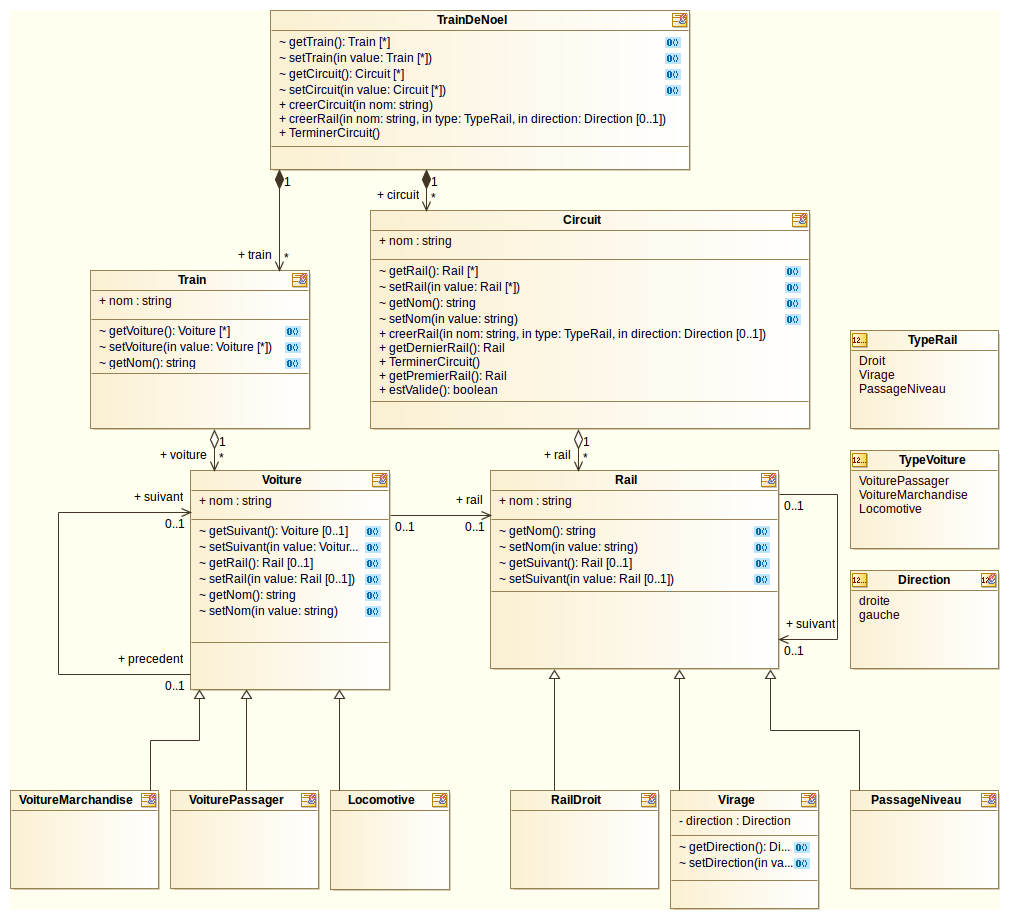 TrainDeNoel
~ getTrain(): Train [*]
~ setTrain(in value: Train [*])
~ getCircuit(): Circuit [*]
~ setCircuit(in value: Circuit [*])
+ creerCircuit(in nom: string)
+ creerRail(in nom: string, in type: TypeRail, in direction: Direction [0..1])
+ TerminerCircuit()
1
1
+ circuit
*
+ train
*
Circuit
+ nom : string
~ getRail(): Rail [*]
~ setRail(in value: Rail [*])
~ getNom(): string
~ setNom(in value: string)
+ creerRail(in nom: string, in type: TypeRail, in direction: Direction [0..1])
+ getDernierRail(): Rail
+ TerminerCircuit()
+ getPremierRail(): Rail
+ estValide(): boolean
Train
+ nom : string
~ getVoiture(): Voiture [*]
~ setVoiture(in value: Voiture [*])
~ getNom(): string
TypeRail
Droit
Virage
PassageNiveau
1
+ voiture
*
1
+ rail
*
TypeVoiture
VoiturePassager
VoitureMarchandise
Locomotive
Voiture
+ nom : string
~ getSuivant(): Voiture [0..1]
~ setSuivant(in value: Voitur...
~ getRail(): Rail [0..1]
~ setRail(in value: Rail [0..1])
~ getNom(): string
~ setNom(in value: string)
+ suivant
0..1
+ precedent
0..1
+ rail
0..1
0..1
Rail
+ nom : string
~ getNom(): string
~ setNom(in value: string)
~ getSuivant(): Rail [0..1]
~ setSuivant(in value: Rail [0..1])
0..1
+ suivant
0..1
Direction
droite
gauche
VoitureMarchandise
VoiturePassager
Locomotive
RailDroit
Virage
- direction : Direction
~ getDirection(): Di...
~ setDirection(in va...
PassageNiveau